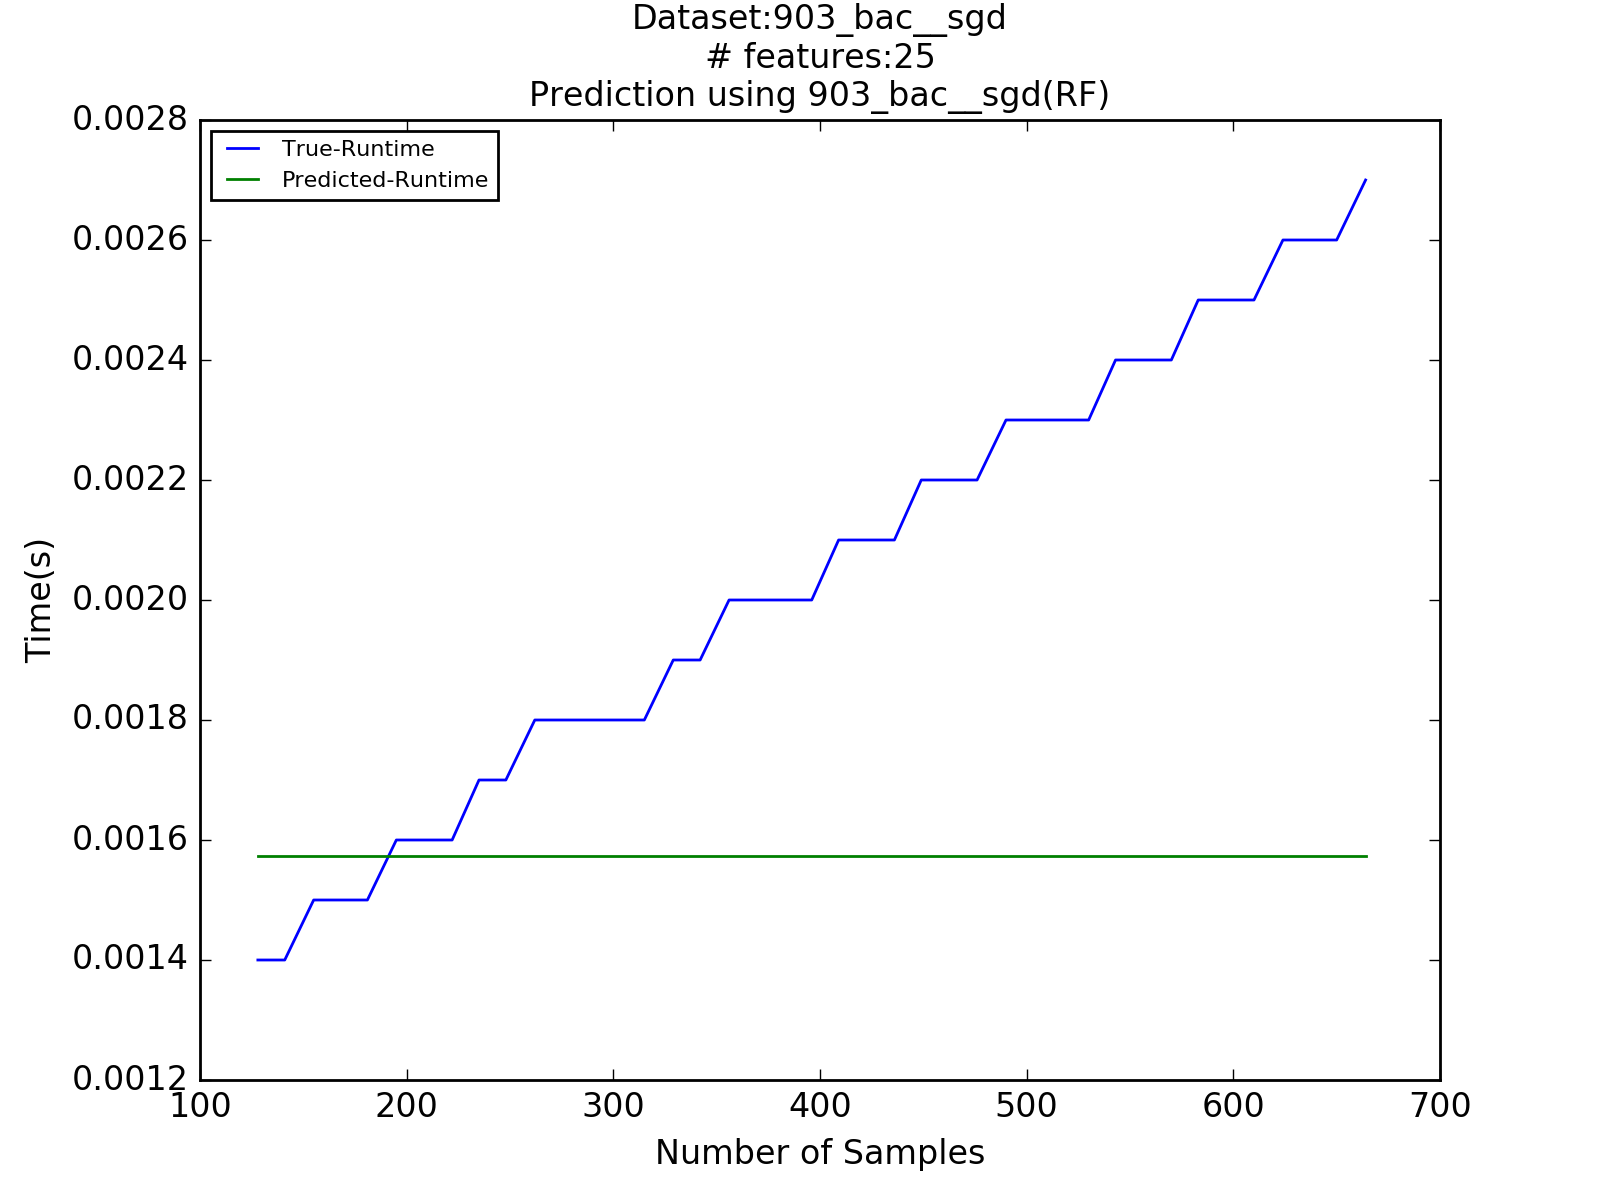 Dataset:903_bac__sgd
# features:25
Prediction using 903_bac__sgd(RF)
True-Runtime
Predicted-Runtime
0.0028
0.0026
0.0024
0.0022
0.0020
0.0018
0.0016
0.0014
0.0012
Time(s)
100 200 300 400 500 600 700
Number of Samples